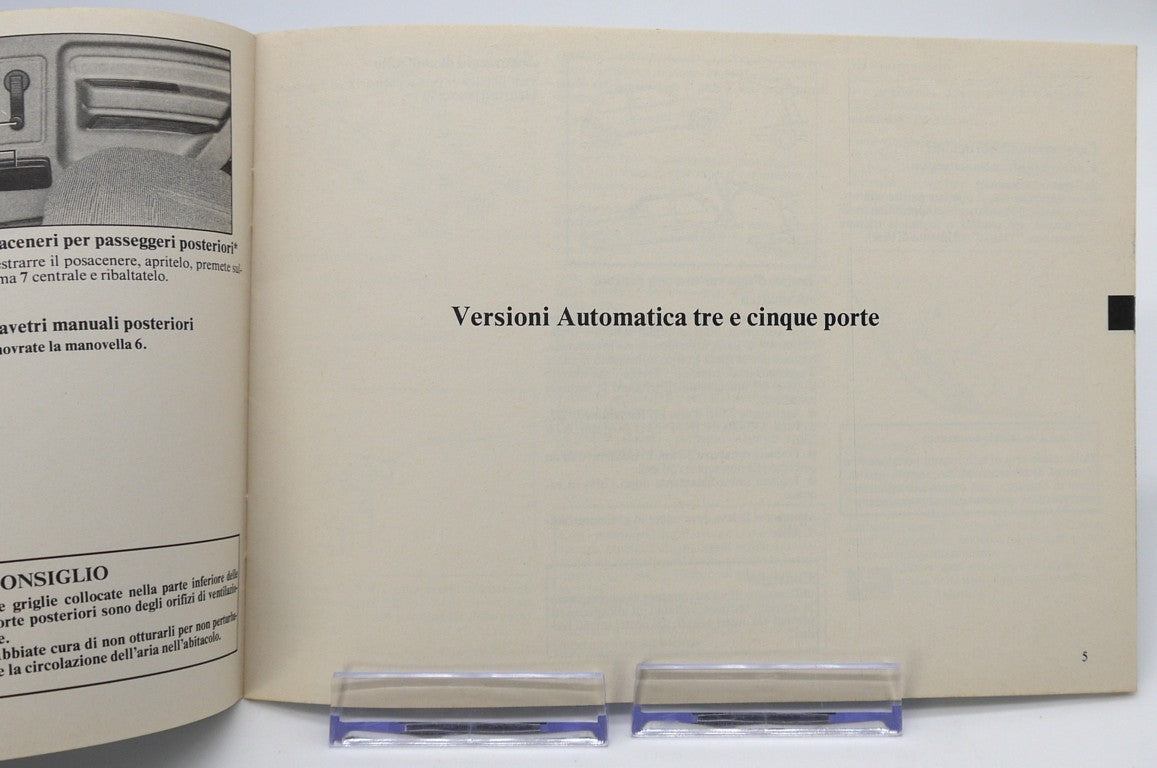 aceneri per passeggeri posteriori*
estrarre il posacenere, apritelo, premete sul-
ma 7 centrale e ribaltatelo.
avetri manuali posteriori
ovrate la manovella 6.
ONSIGLIO
e griglie collocate nella parte inferiore delle
orte posteriori sono degli orifizi di ventilazio-
e.
bbiate cura di non otturarli per non perturba-
e la circolazione dell'aria nell'abitacolo.
Versioni Automatica tre e cinque porte
5